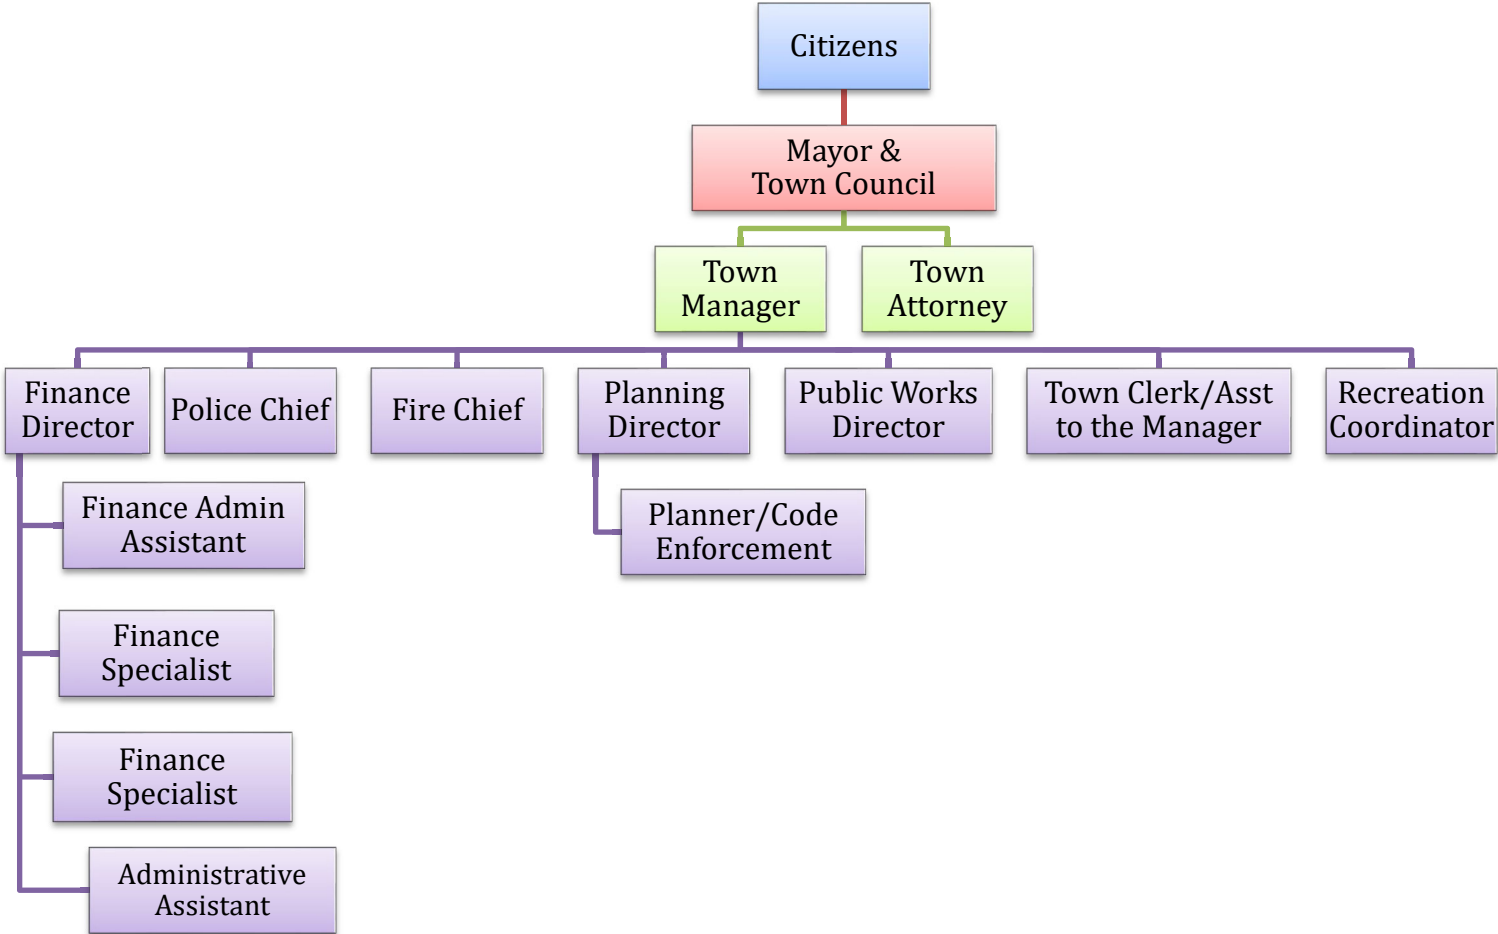 Citizens
Mayor &
Town Council
Town
Manager
Town
Attorney
Finance
Director
Police Chief
Fire Chief
Planning
Director
Public Works
Director
Town Clerk/Asst
to the Manager
Recreation
Coordinator
Finance Admin
Assistant
Planner/Code
Enforcement
Finance
Specialist
Finance
Specialist
Administrative
Assistant